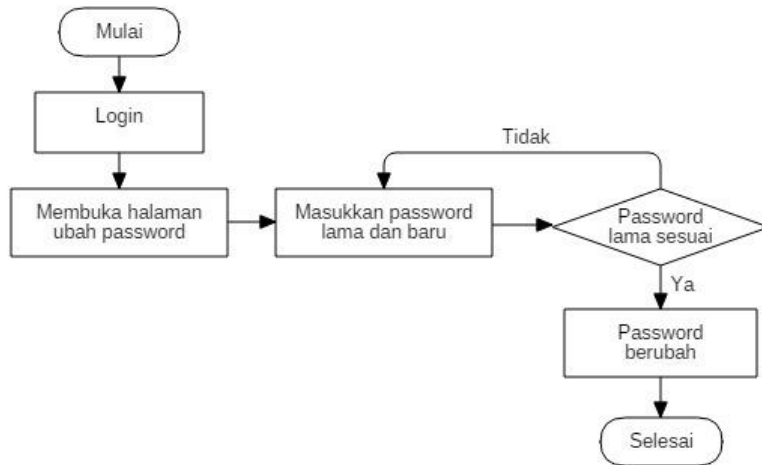 Mulai
Login
Membuka halaman
ubah password
Masukkan password
lama dan baru
Tidak
Password
lama sesuai
Ya
Password
berubah
Selesai